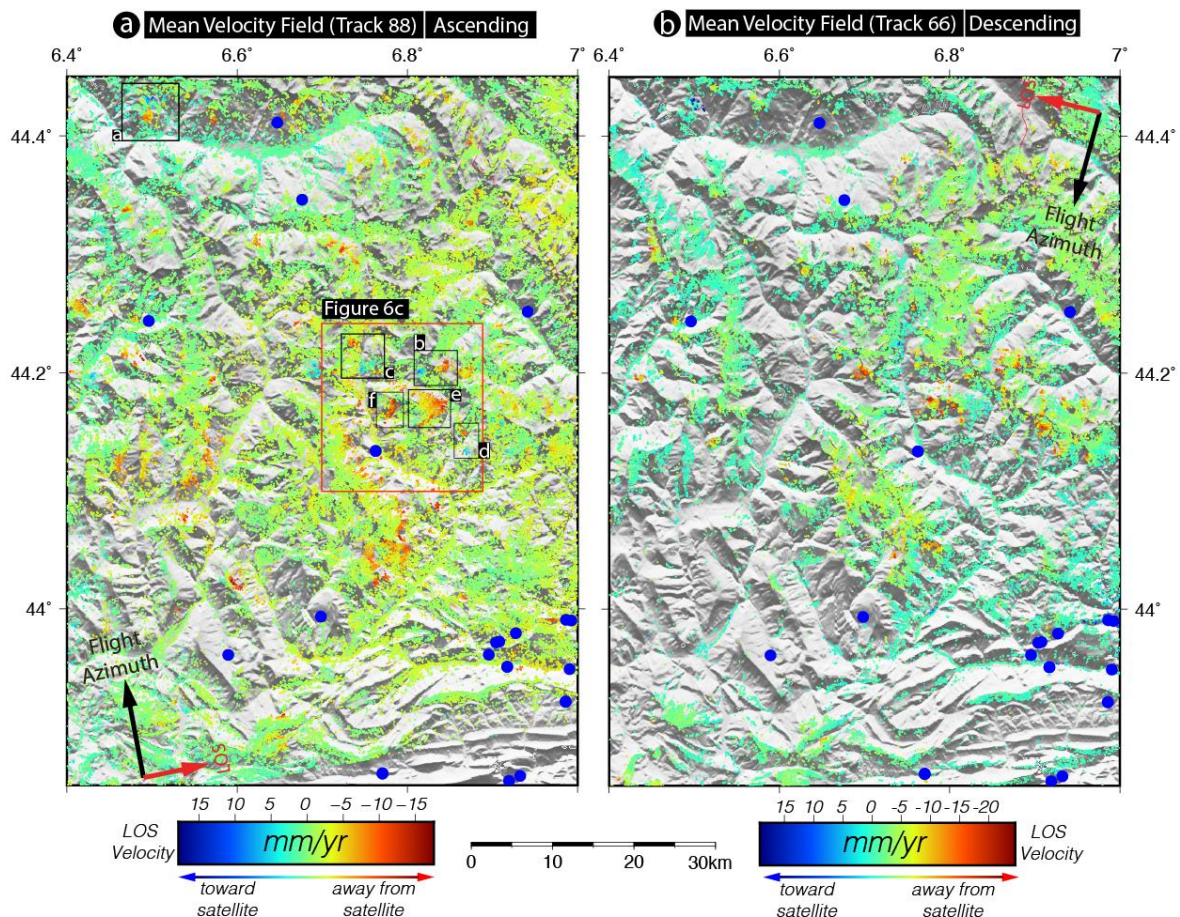 a Mean Velocity Field (Track 88) Ascending
b Mean Velocity Field (Track 66) Descending
6.4° 6.6° 6.8° 7°
6.4° 6.6° 6.8° 7°
44.4° 44.4°
44.2° 44.2°
44° 44°
a
Figure 6c
b
c
f
e
d
Flight
Azimuth
LOS
LOS
Flight
Azimuth
15 10 5 0 -5 -10 -15
LOS
Velocity
mm/yr
toward
satellite
away from
satellite
0 10 20 30km
15 10 5 0 -5 -10 -15 -20
mm/yr
LOS
Velocity
toward
satellite
away from
satellite